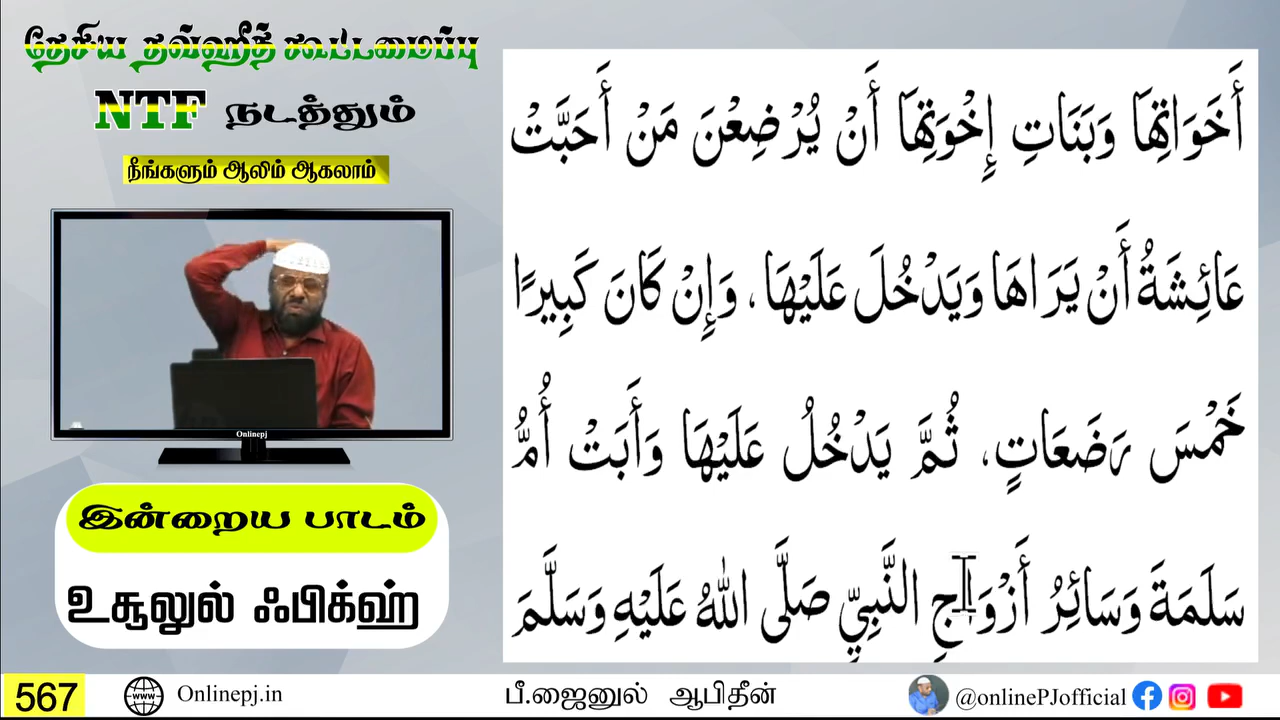 தேசிய தவ்ஹீத் கூட்டமைப்பு
NTF நடத்தும்
நீங்களும் ஆலிம் ஆகலாம்
Onlinepj
இன்றைய பாடம்
உசூலுல் ஃபிக்ஹ்
أَخَوَاتِهَا وَبَنَاتِ إِخْوَتِهَا أَنْ يُرْضِعْنَ مَنْ أَحَبَّتْ
عَائِشَةُ أَنْ يَرَاهَا وَيَدْخُلَ عَلَيْهَا، وَإِنْ كَانَ كَبِيرًا
خَمْسَ رَضَعَاتٍ، ثُمَّ يَدْخُلُ عَلَيْهَا وَأَبَتْ أُمُّ
سَلَمَةَ وَسَائِرُ أَزْوَاجِ النَّبِيِّ صَلَّى اللهُ عَلَيْهِ وَسَلَّمَ
567
www
Onlinepj.in
பீ.ஜைனுல் ஆபிதீன்
@onlinePJofficial